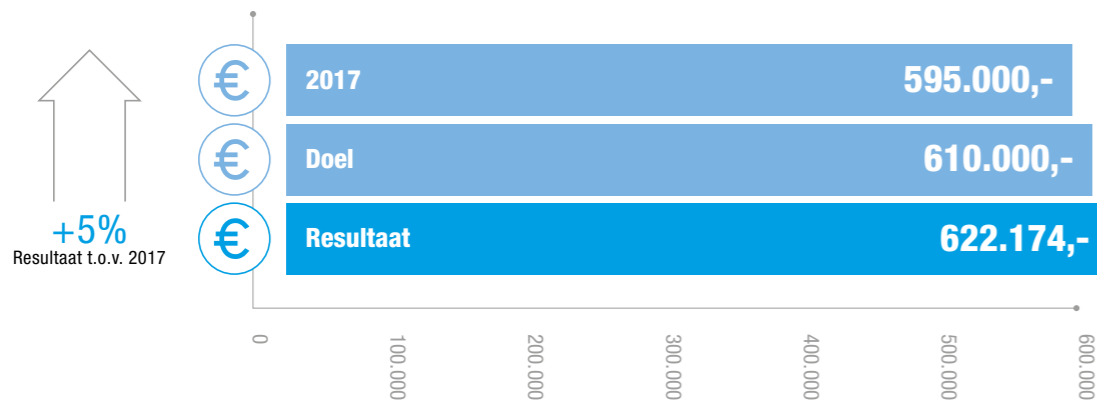 € 2017 595.000,-
€ Doel 610.000,-
€ Resultaat 622.174,-
+5%
Resultaat t.o.v. 2017
0
100.000
200.000
300.000
400.000
500.000
600.000